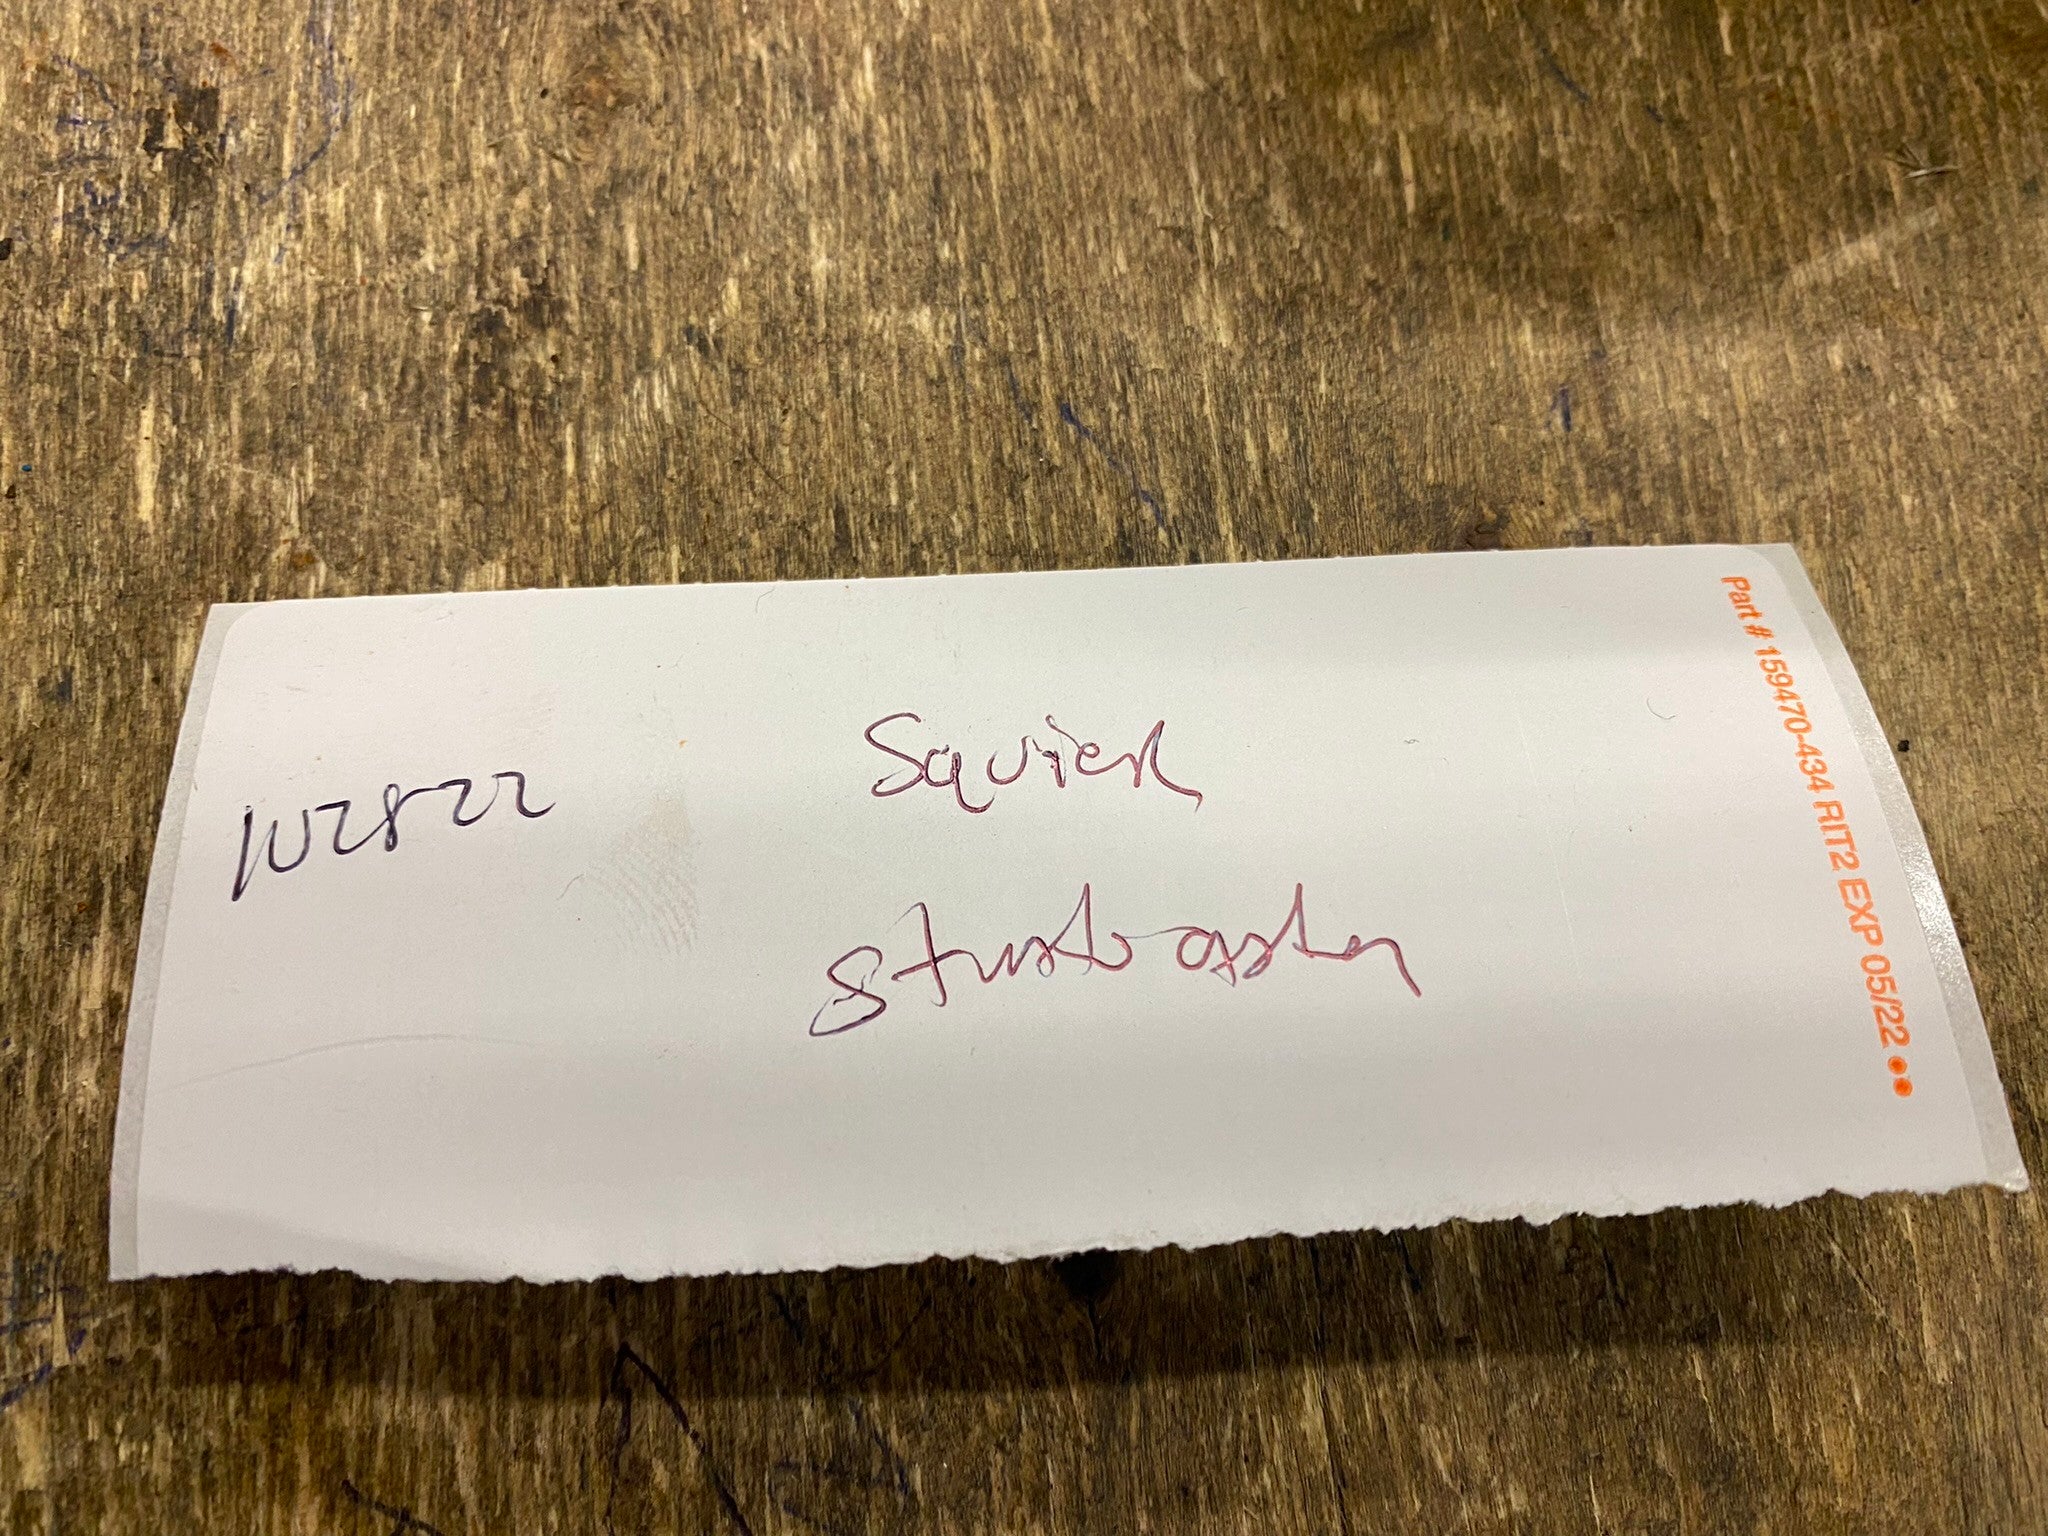 102822
Squier
Stratocaster
Part # 159470-434 RIT2 EXP 05/22